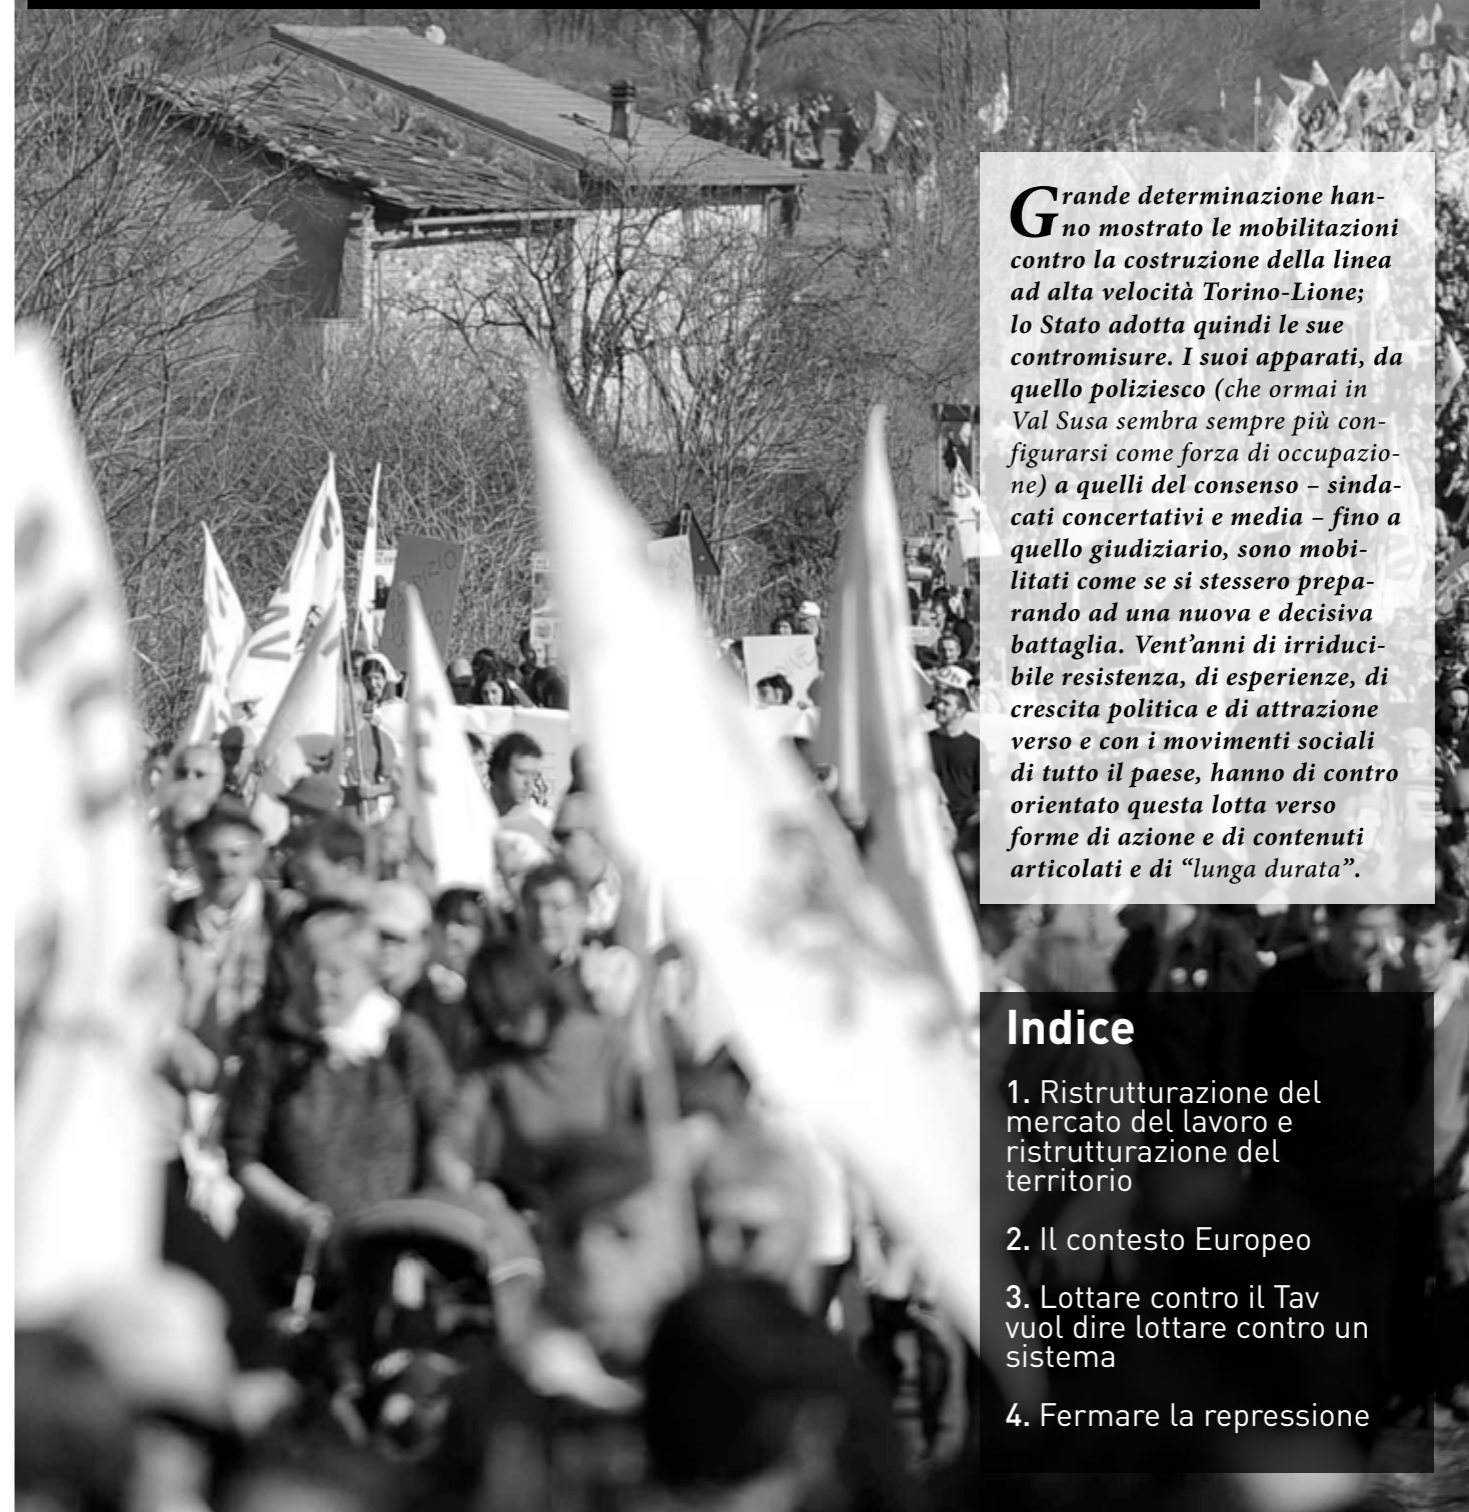 Grande determinazione han-
no mostrato le mobilitazioni
contro la costruzione della linea
ad alta velocità Torino-Lione;
lo Stato adotta quindi le sue
contromisure. I suoi apparati, da
quello poliziesco (che ormai in
Val Susa sembra sempre più con-
figurarsi come forza di occupazio-
ne) a quelli del consenso – sinda-
cati concertativi e media – fino a
quello giudiziario, sono mobi-
litati come se si stessero prepa-
rando ad una nuova e decisiva
battaglia. Vent’anni di irriduci-
bile resistenza, di esperienze, di
crescita politica e di attrazione
verso e con i movimenti sociali
di tutto il paese, hanno di contro
orientato questa lotta verso
forme di azione e di contenuti
articolati e di “lunga durata”.
Indice
1. Ristrutturazione del
mercato del lavoro e
ristrutturazione del
territorio
2. Il contesto Europeo
3. Lottare contro il Tav
vuol dire lottare contro un
sistema
4. Fermare la repressione